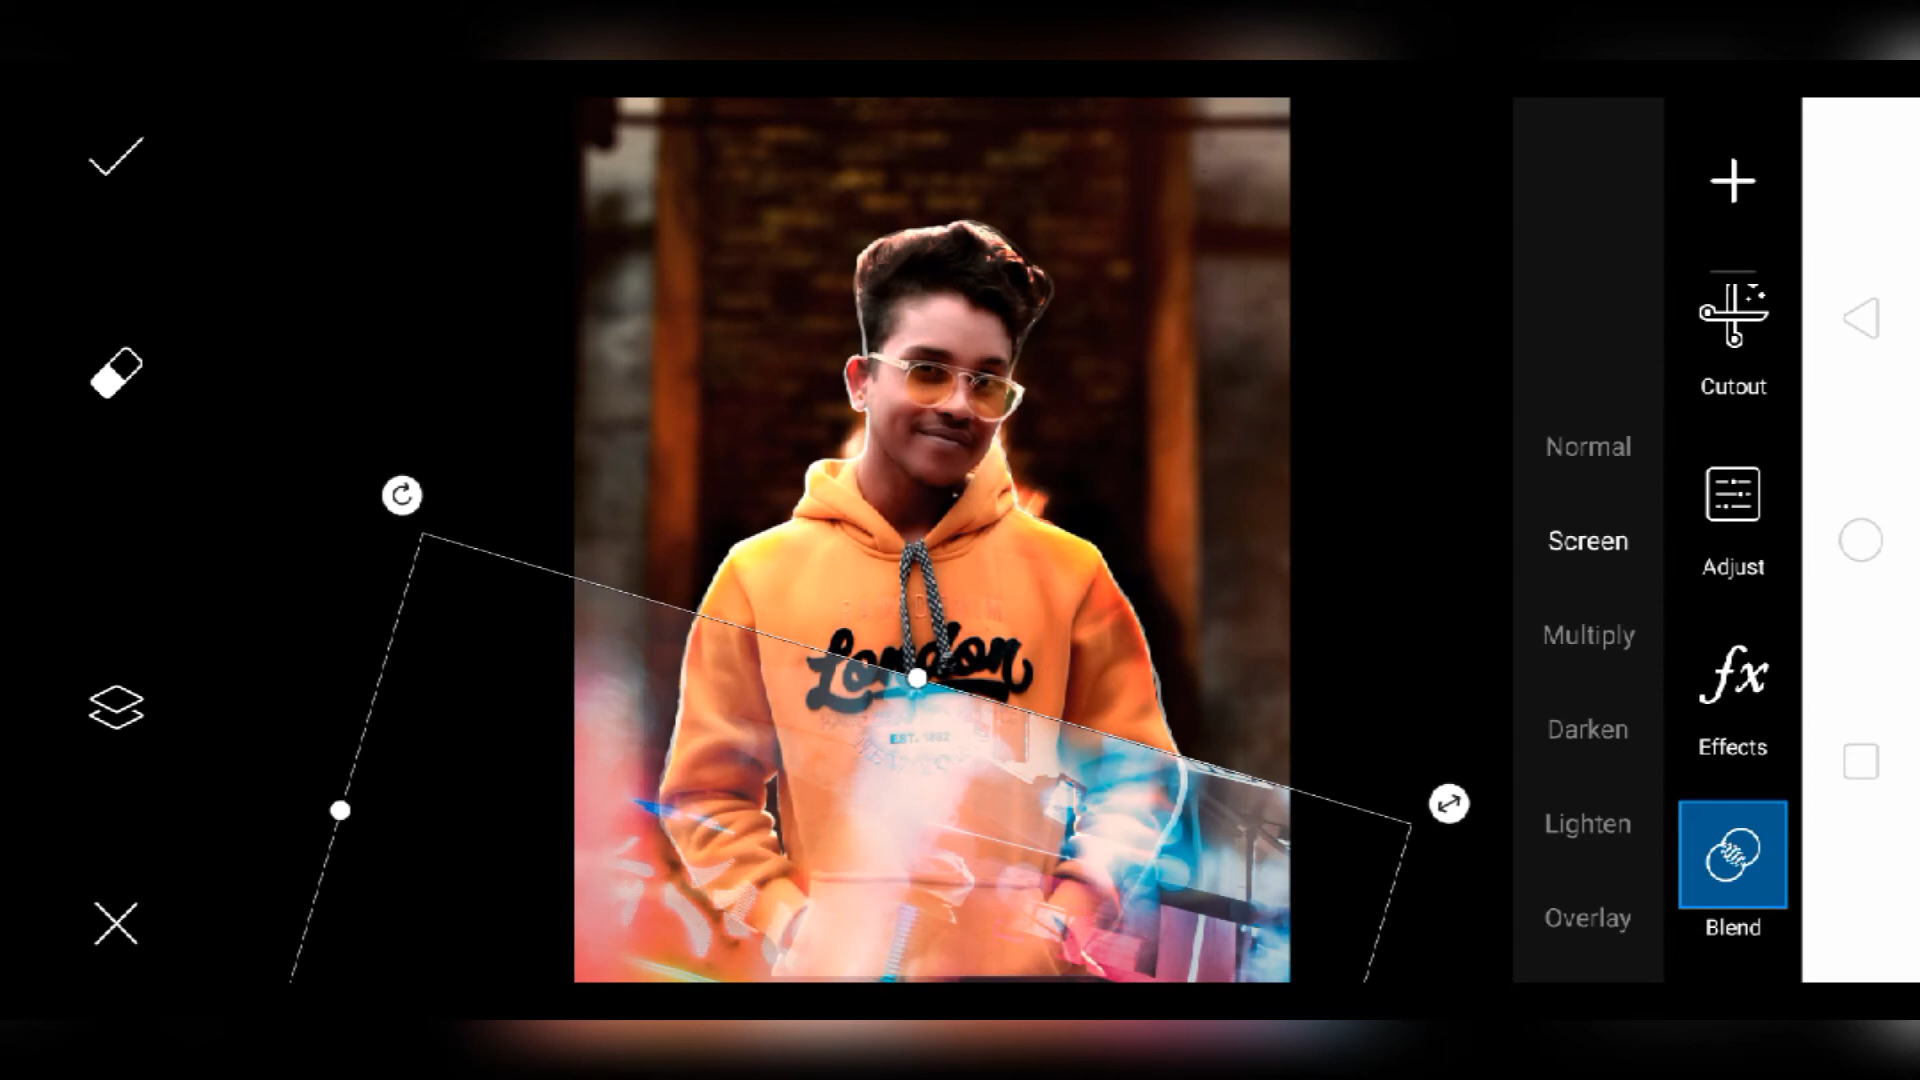 London
EST. 1882
Normal
Screen
Multiply
Darken
Lighten
Overlay
Cutout
Adjust
fx
Effects
Blend